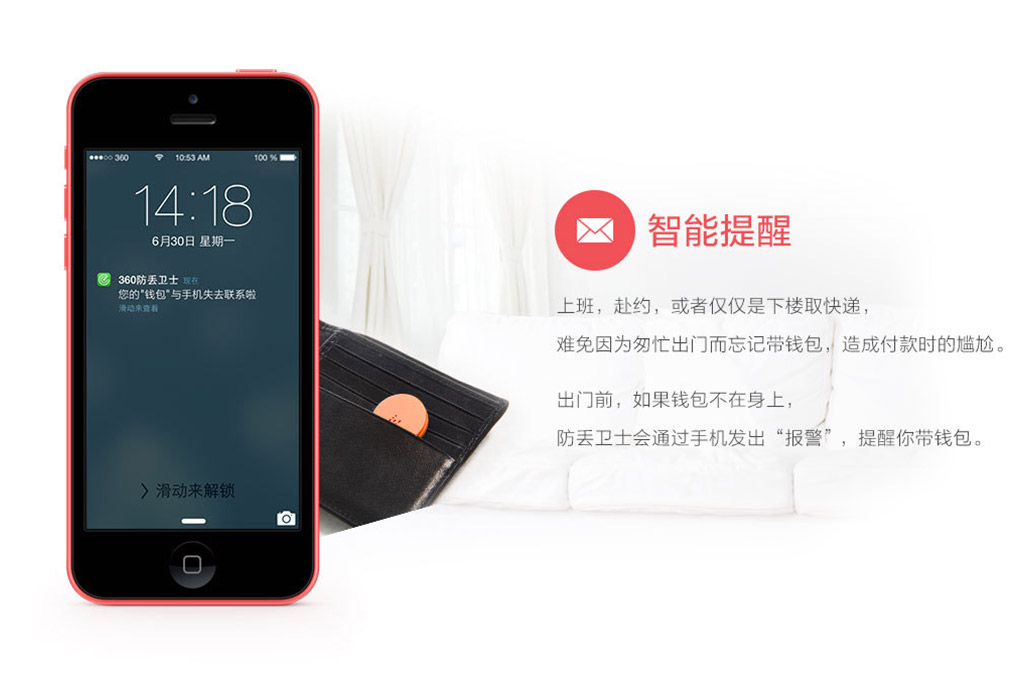 360 10:53 AM 100 %
14:18
6月30日 星期一
360防丢卫士 现在
您的"钱包"与手机失去联系啦
滑动来查看
滑动来解锁
智能提醒
上班，赴约，或者仅仅是下楼取快递，
难免因为匆忙出门而忘记带钱包，造成付款时的尴尬。
出门前，如果钱包不在身上，
防丢卫士会通过手机发出“报警”，提醒你带钱包。